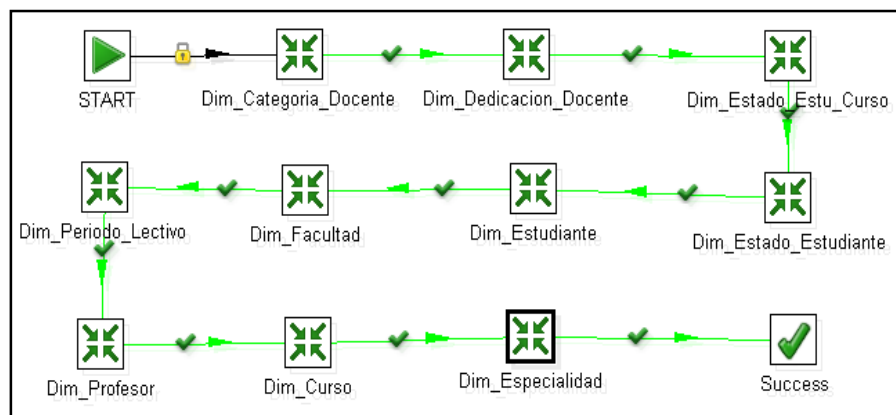 START
Dim_Categoria_Docente
Dim_Dedicacion_Docente
Dim_Estado_Estu_Curso
Dim_Periodo_Lectivo
Dim_Facultad
Dim_Estudiante
Dim_Estado_Estudiante
Dim_Profesor
Dim_Curso
Dim_Especialidad
Success